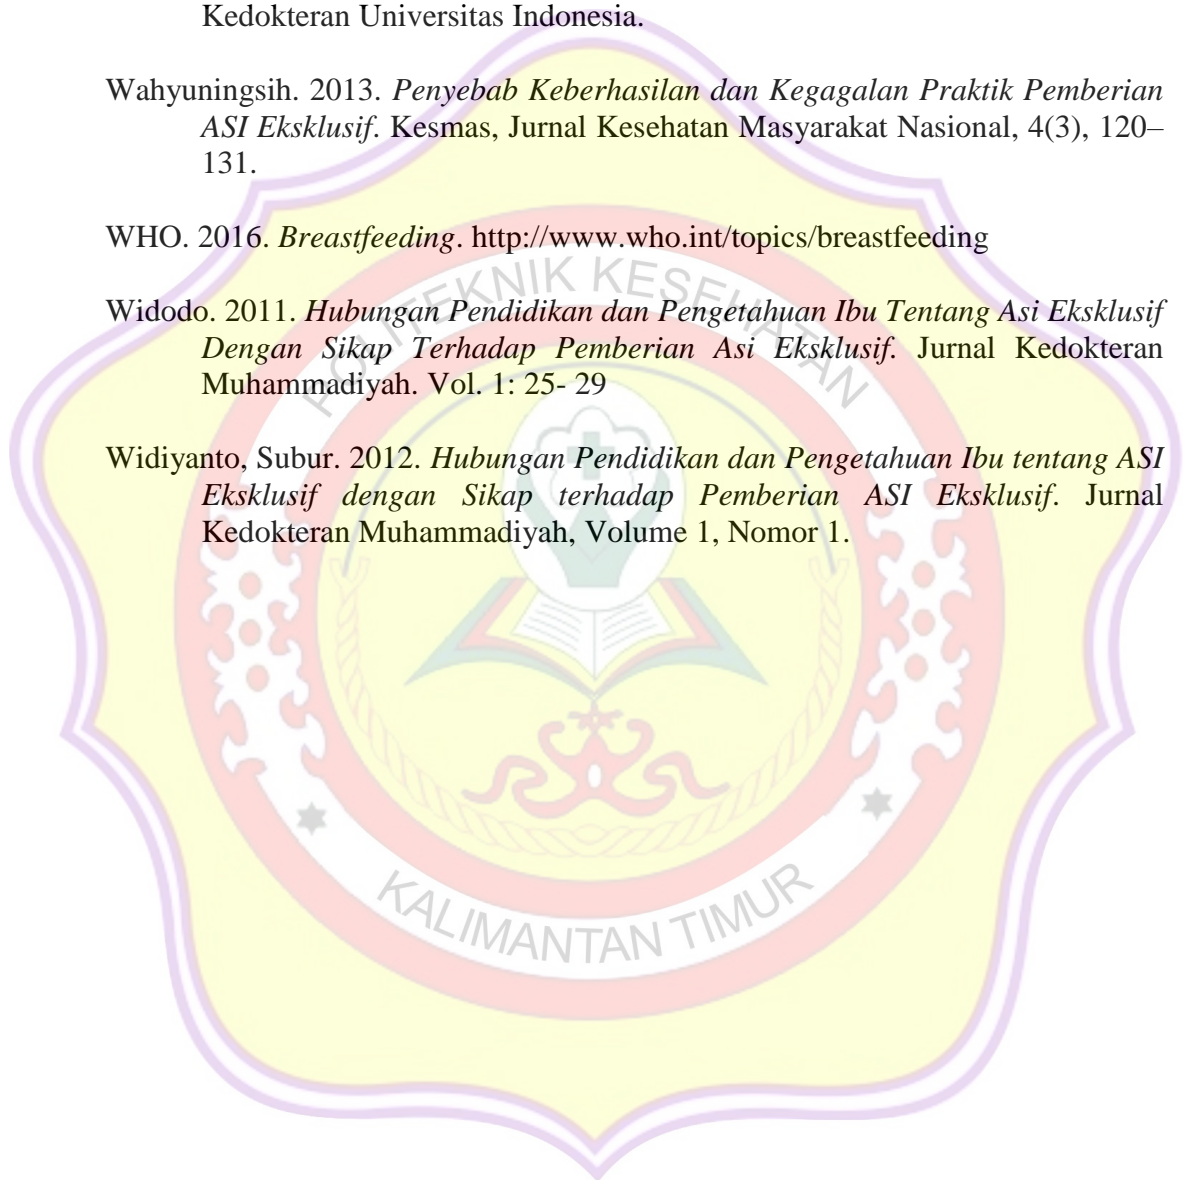 Kedokteran Universitas Indonesia.
Wahyuningsih. 2013. Penyebab Keberhasilan dan Kegagalan Praktik Pemberian
ASI Eksklusif. Kesmas, Jurnal Kesehatan Masyarakat Nasional, 4(3), 120–
131.
WHO. 2016. Breastfeeding. http://www.who.int/topics/breastfeeding
Widodo. 2011. Hubungan Pendidikan dan Pengetahuan Ibu Tentang Asi Eksklusif
Dengan Sikap Terhadap Pemberian Asi Eksklusif. Jurnal Kedokteran
Muhammadiyah. Vol. 1: 25- 29
Widiyanto, Subur. 2012. Hubungan Pendidikan dan Pengetahuan Ibu tentang ASI
Eksklusif dengan Sikap terhadap Pemberian ASI Eksklusif. Jurnal
Kedokteran Muhammadiyah, Volume 1, Nomor 1.
POLITEKNIK KESEHATAN
KALIMANTAN TIMUR